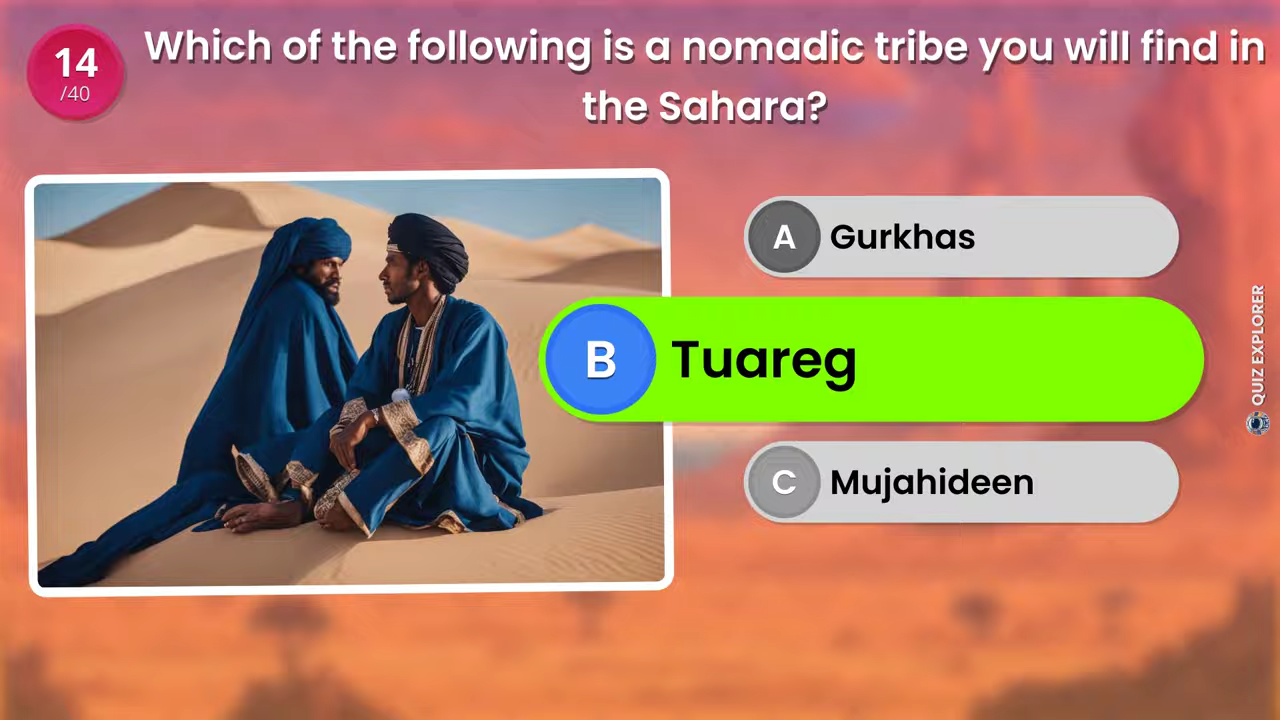 14
/40
Which of the following is a nomadic tribe you will find in
the Sahara?
A Gurkhas
B Tuareg
C Mujahideen
QUIZ EXPLORER